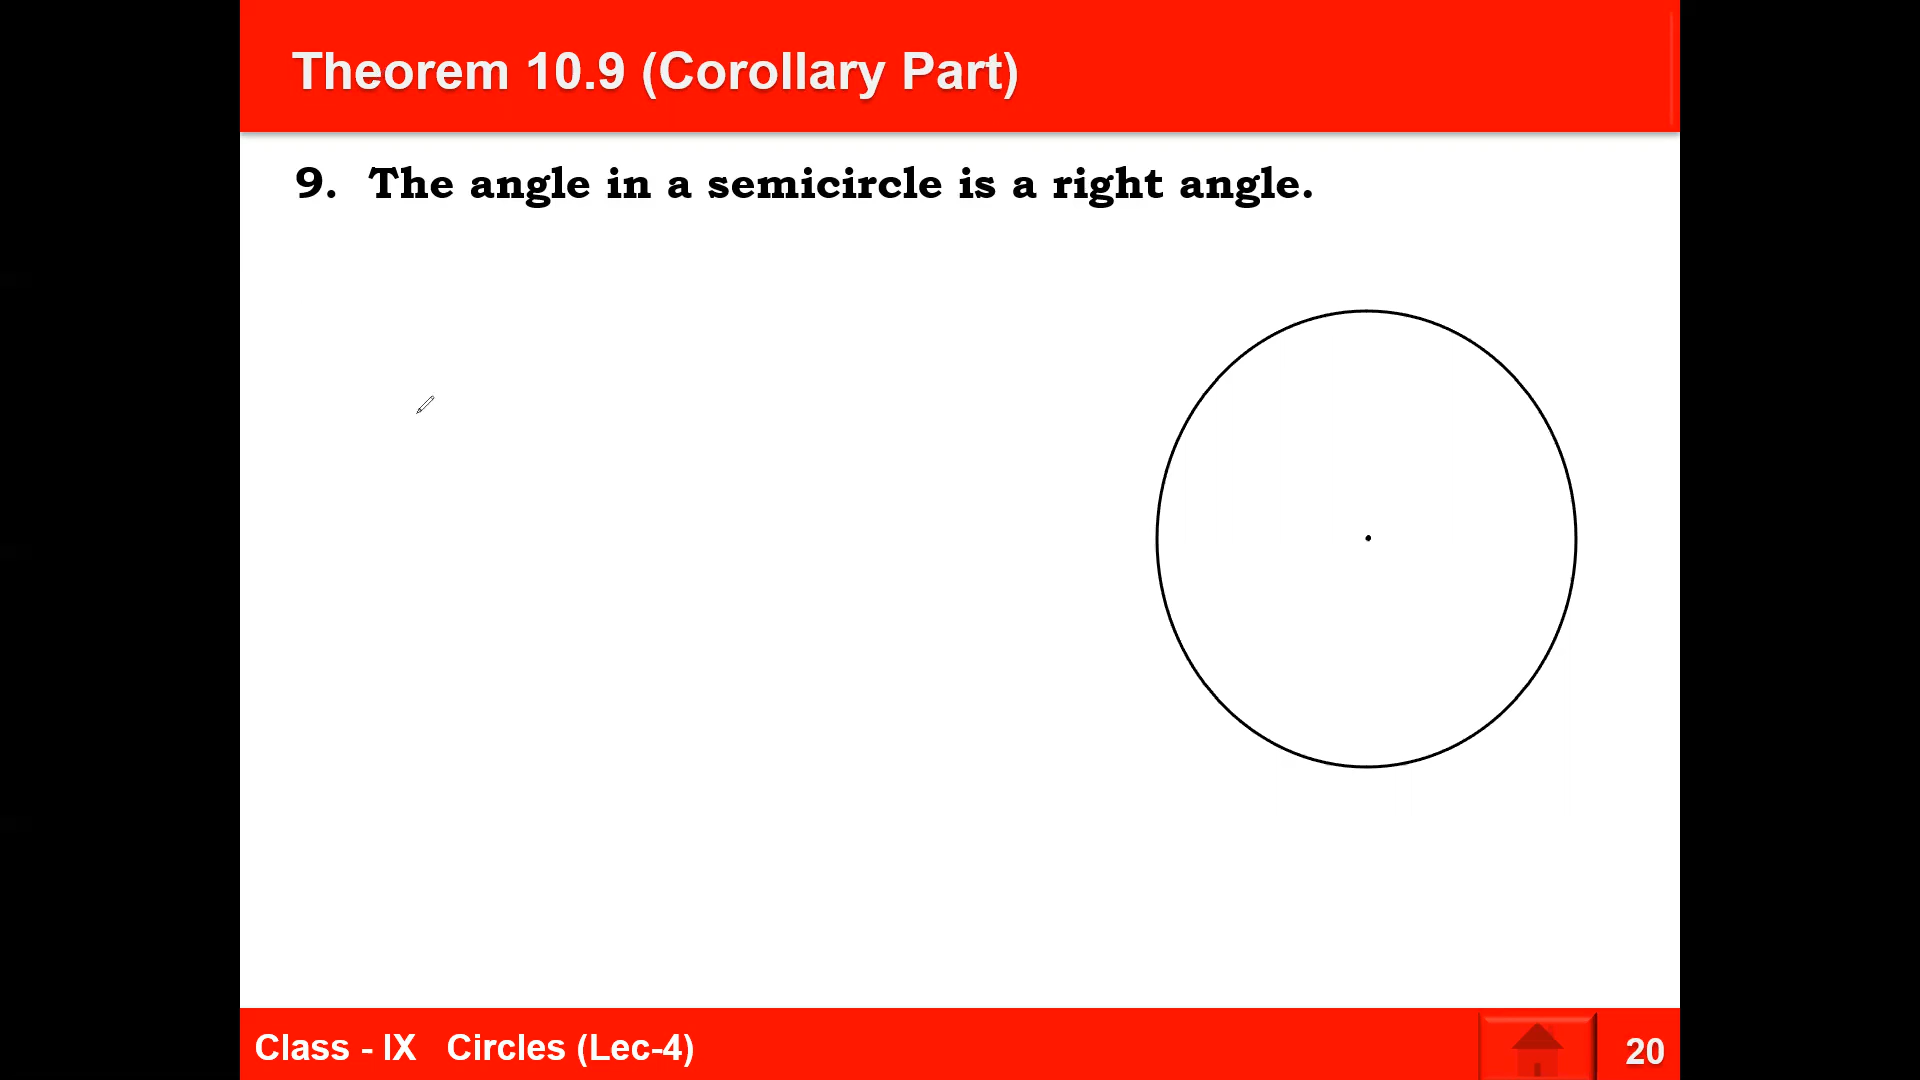 Theorem 10.9 (Corollary Part)
9. The angle in a semicircle is a right angle.
Class - IX Circles (Lec-4)
20